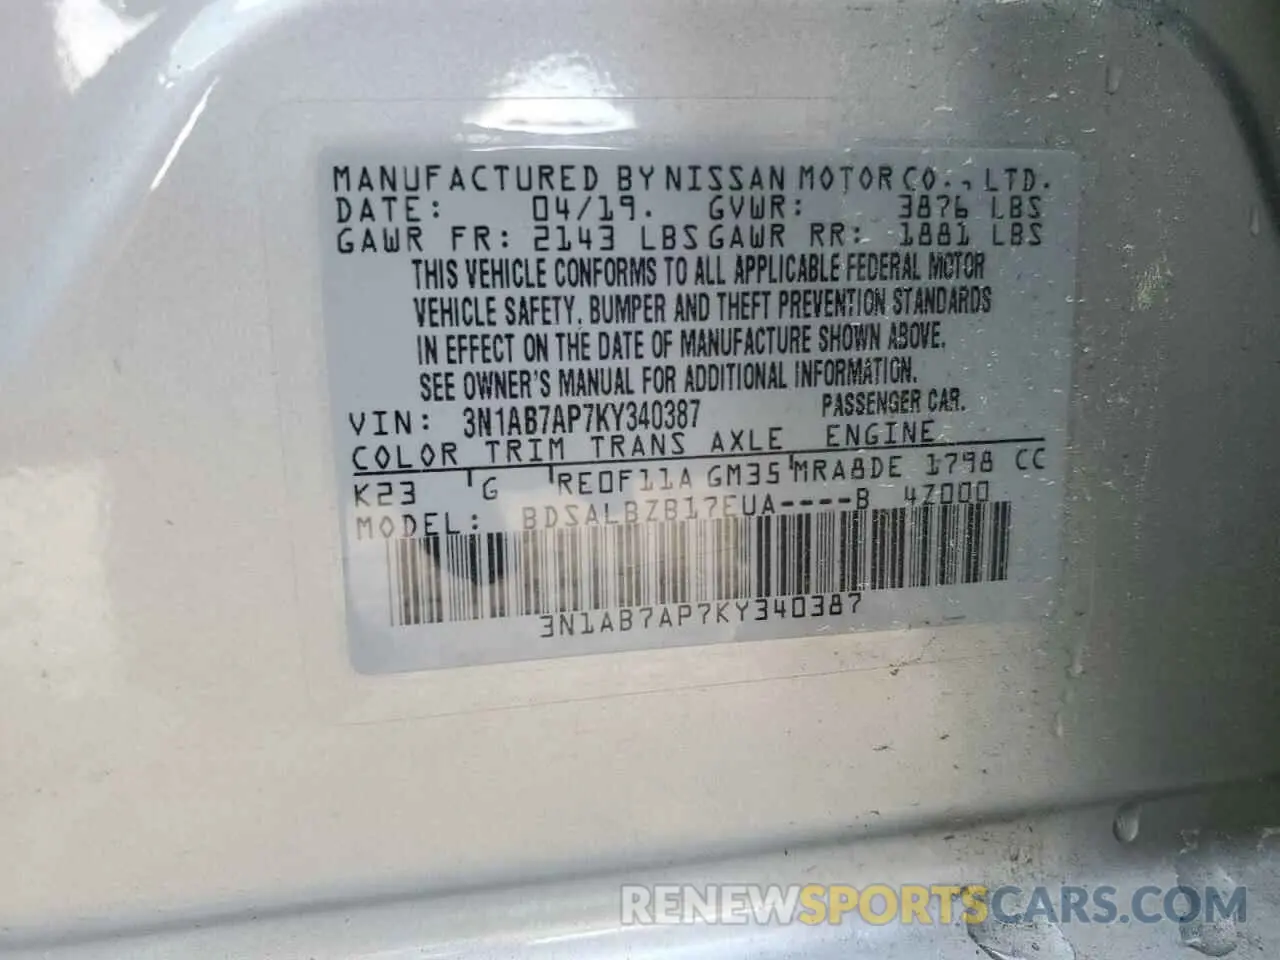 MANUFACTURED BY NISSAN MOTOR CO., LTD.
DATE: 04/19. GVWR: 3876 LBS
GAWR FR: 2143 LBS GAWR RR: 1881 LBS
THIS VEHICLE CONFORMS TO ALL APPLICABLE FEDERAL MOTOR
VEHICLE SAFETY, BUMPER AND THEFT PREVENTION STANDARDS
IN EFFECT ON THE DATE OF MANUFACTURE SHOWN ABOVE.
SEE OWNER'S MANUAL FOR ADDITIONAL INFORMATION.
VIN: 3N1AB7AP7KY340387 PASSENGER CAR.
COLOR TRIM TRANS AXLE ENGINE
K23 G RE0F11A GM35 MRA8DE 1798 CC
MODEL: BDSALBZB17EUA----B 4Z000
3N1AB7AP7KY340387
RENEWSPORTSCARS.COM